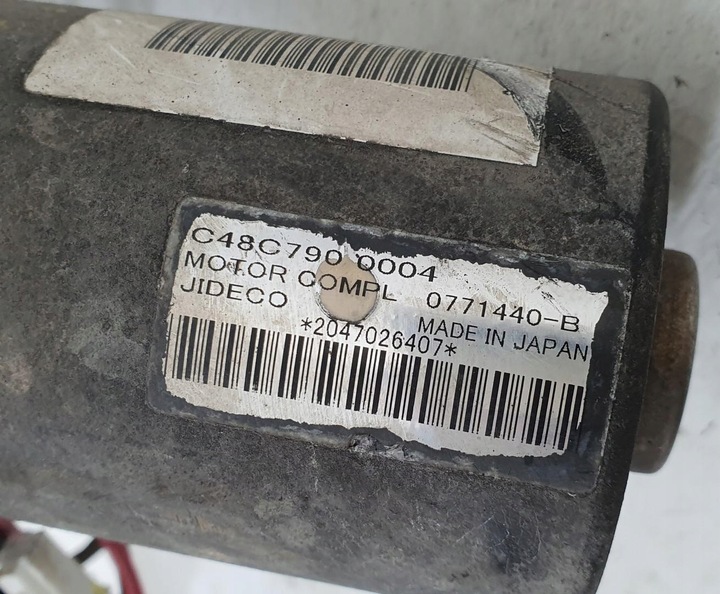 C48C790 0004
MOTOR COMPL 0771440-B
JIDECO MADE IN JAPAN
*2047026407*